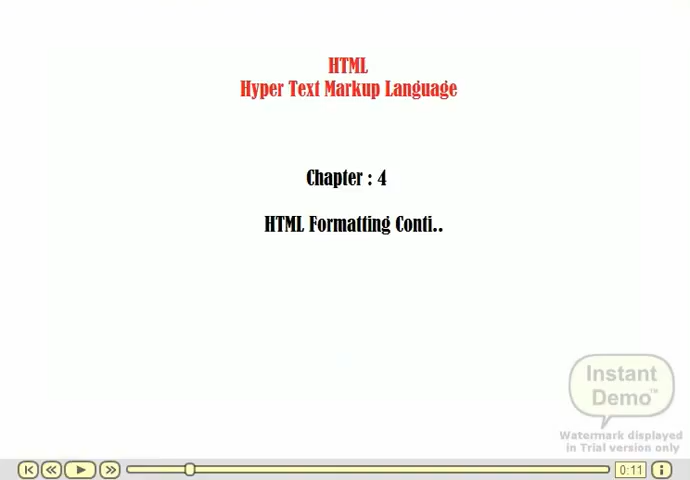 HTML
Hyper Text Markup Language
Chapter : 4
HTML Formatting Conti..
Instant
Demo™
Watermark displayed
in Trial version only
0:11